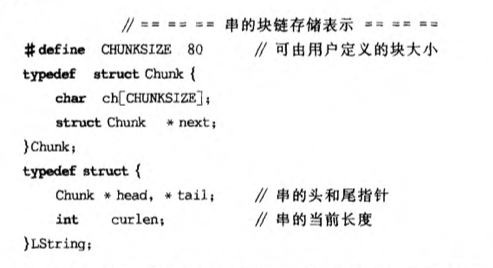 // ===== 串的块链存储表示 =====
#define CHUNKSIZE 80 // 可由用户定义的块大小
typedef struct Chunk {
char ch[CHUNKSIZE];
struct Chunk *next;
}Chunk;
typedef struct {
Chunk *head, *tail; // 串的头和尾指针
int curlen; // 串的当前长度
}LString;